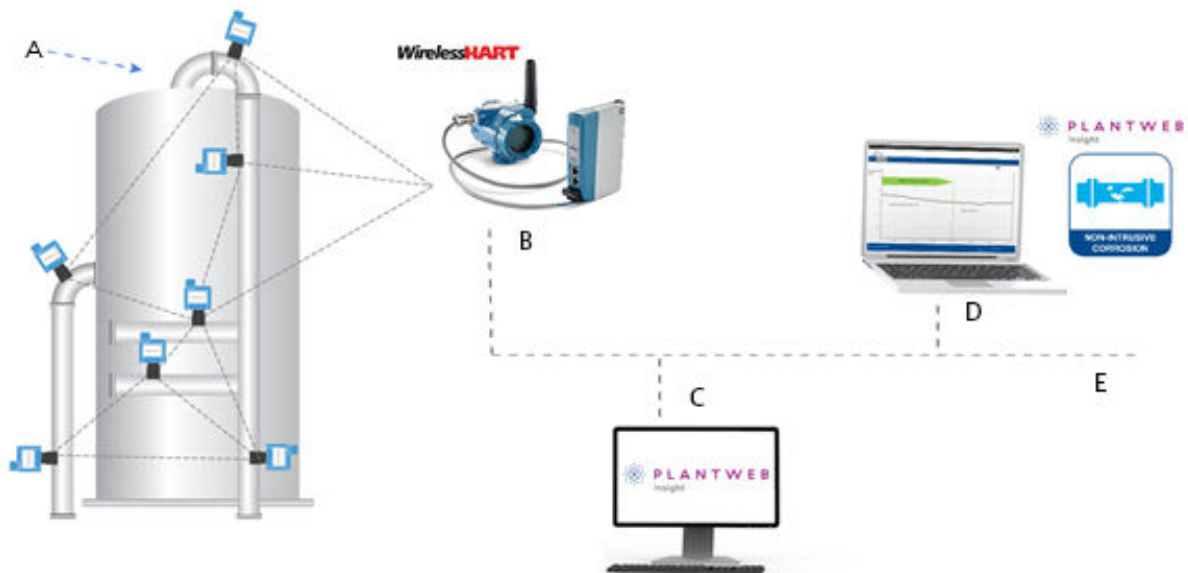 A
WirelessHART
B
PLANTWEB
Insight
NON-INTRUSIVE
CORROSION
D
E
C
PLANTWEB
Insight